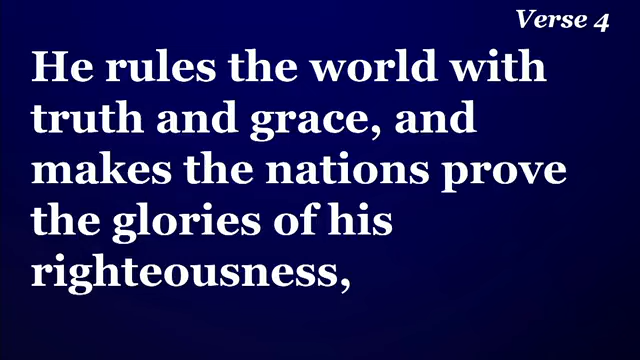 Verse 4
He rules the world with
truth and grace, and
makes the nations prove
the glories of his
righteousness,